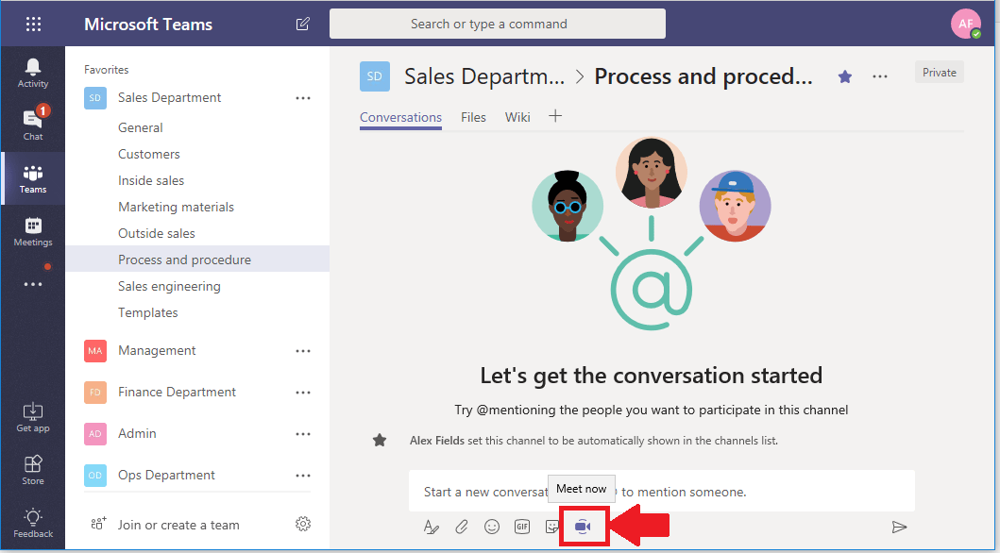 Microsoft Teams
Search or type a command
AF
Activity
1
Chat
Teams
Meetings
Get app
Store
Feedback
Favorites
SD Sales Department
General
Customers
Inside sales
Marketing materials
Outside sales
Process and procedure
Sales engineering
Templates
MA Management
FD Finance Department
AD Admin
OD Ops Department
Join or create a team
SD Sales Departm... > Process and proced...
Private
Conversations Files Wiki
@
Let's get the conversation started
Try @mentioning the people you want to participate in this channel
Alex Fields set this channel to be automatically shown in the channels list.
Meet now
Start a new conversat to mention someone.
GIF